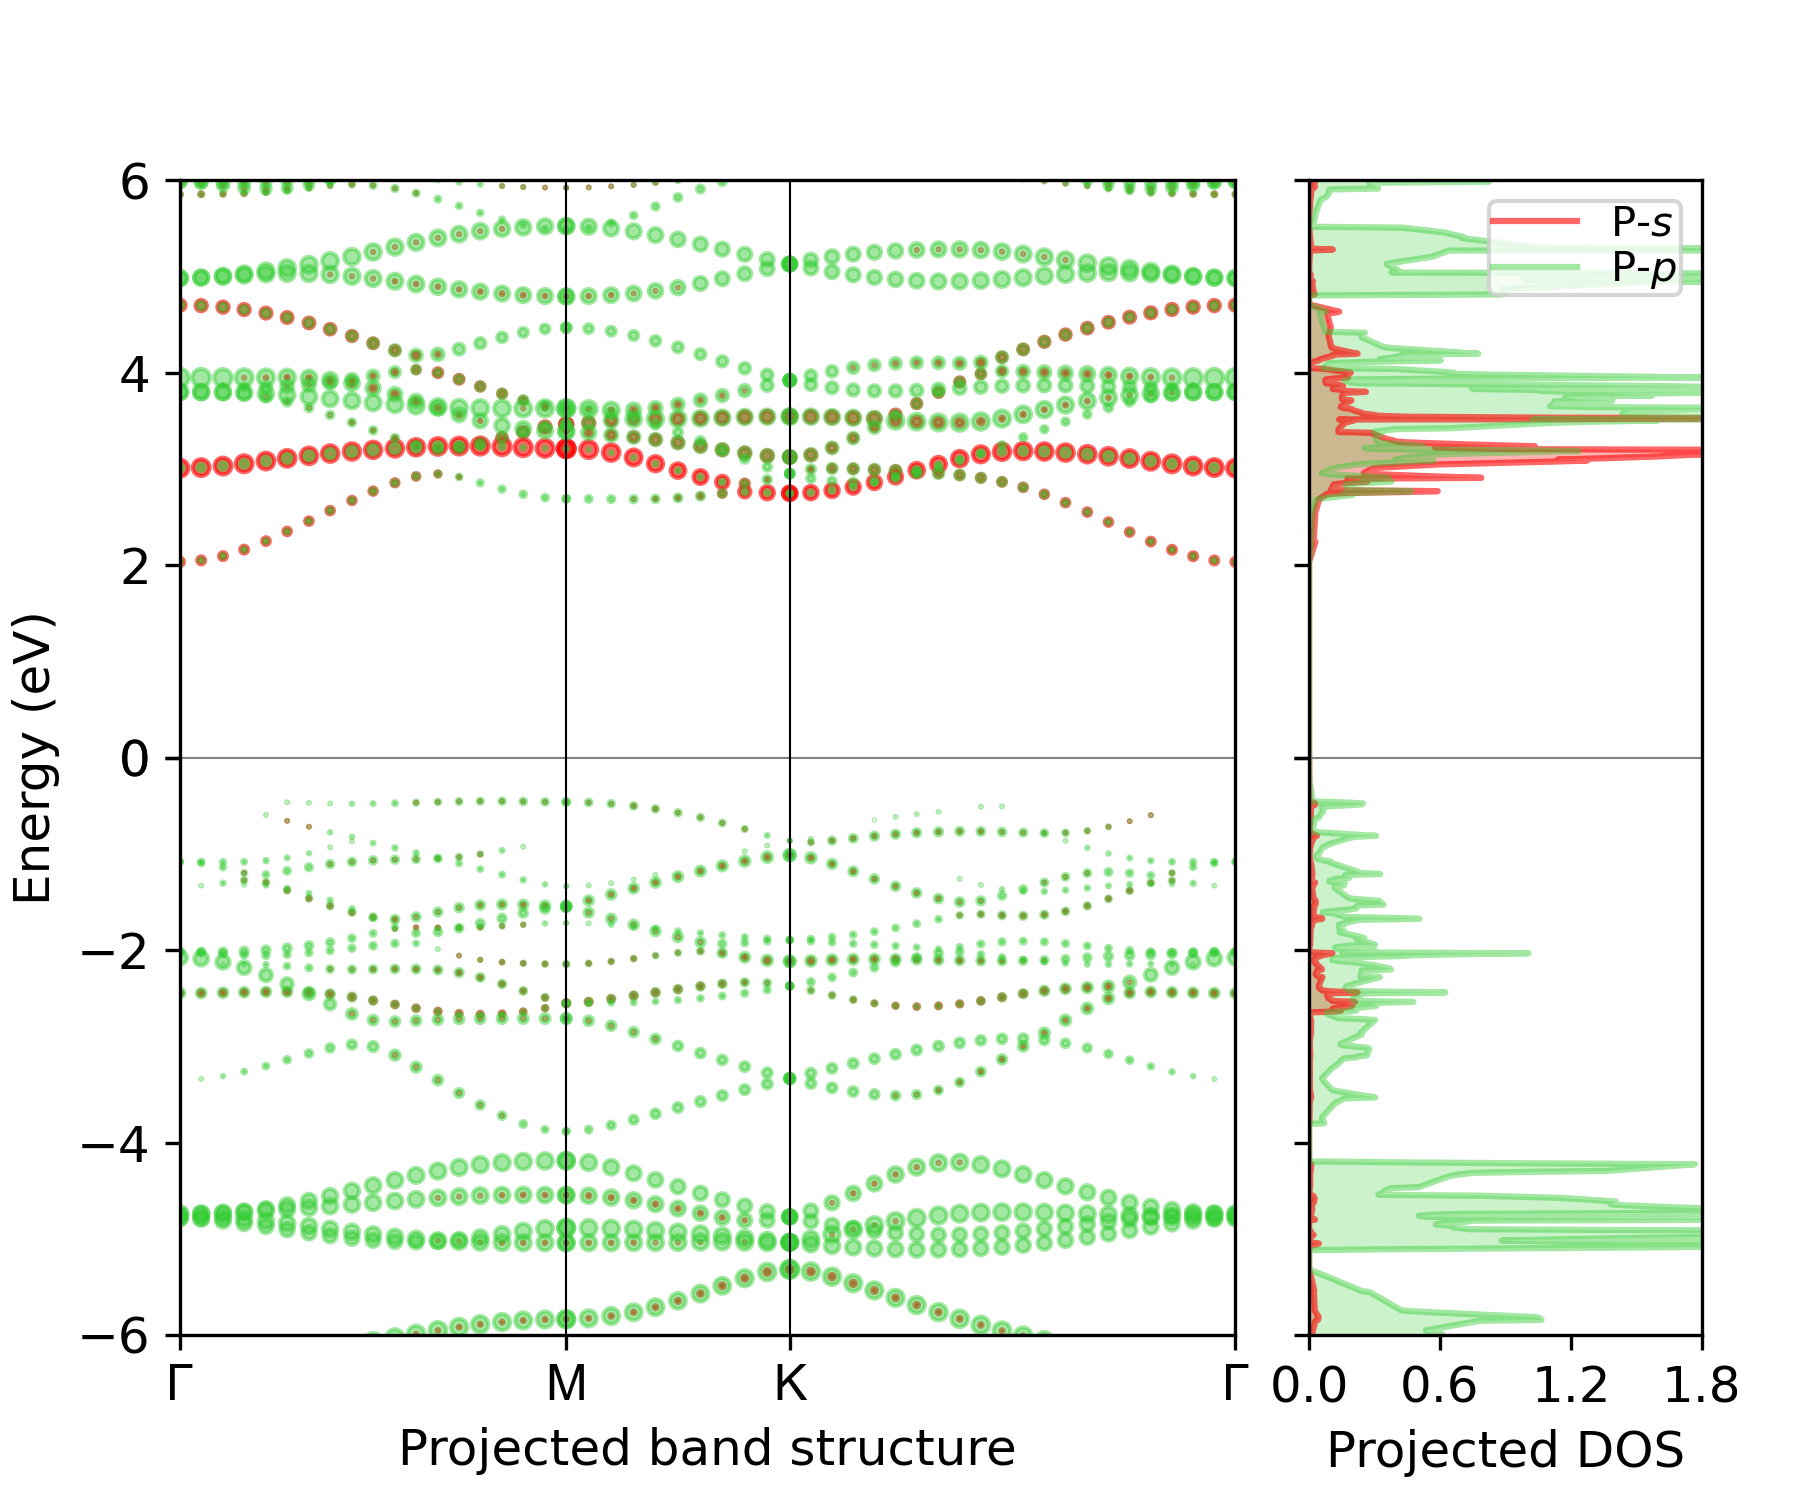 6
4
2
0
−2
−4
−6
Energy (eV)
Γ
M
K
Γ
Projected band structure
P-s
P-p
0.0
0.6
1.2
1.8
Projected DOS